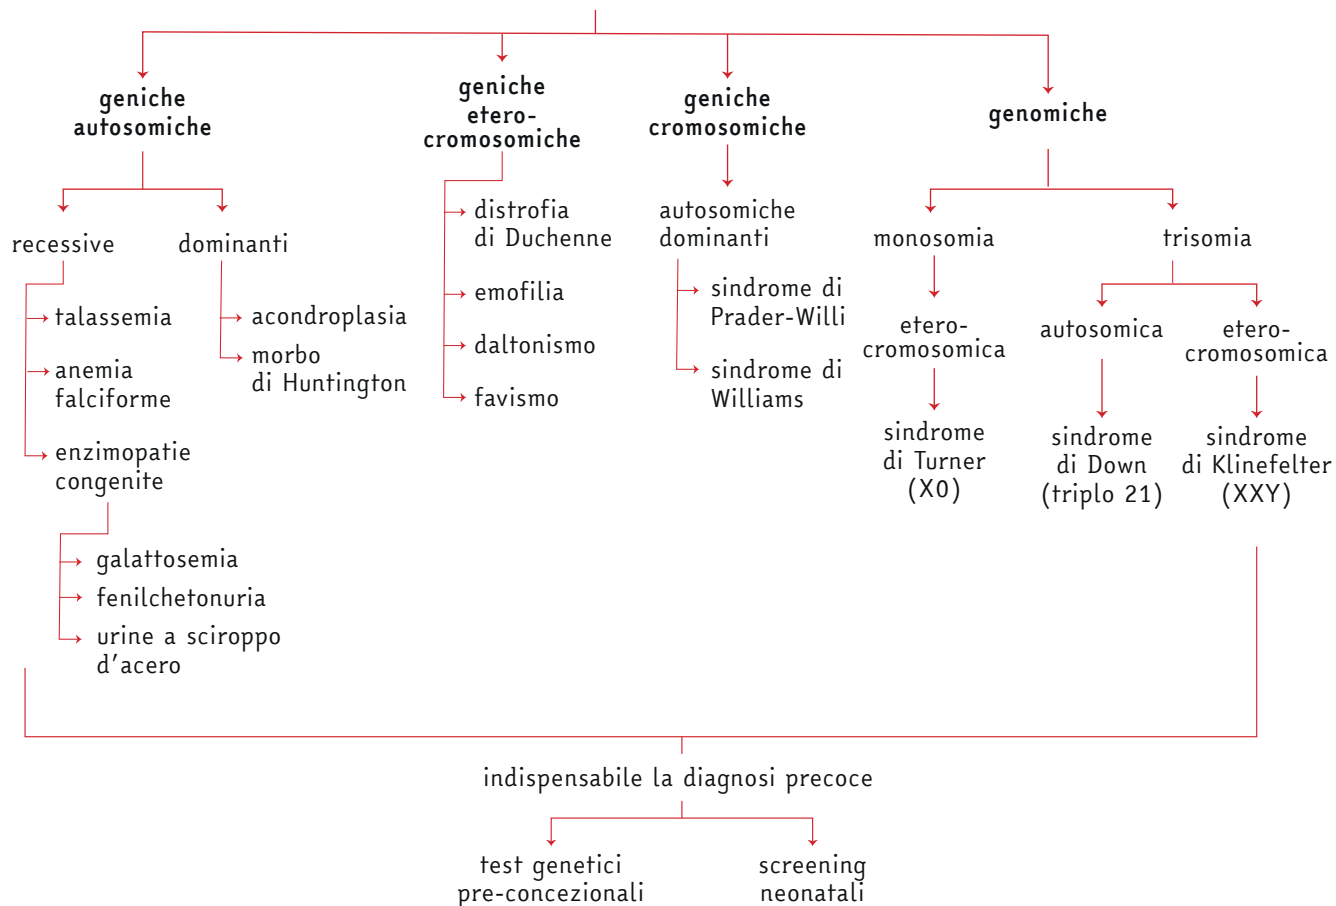 geniche
autosomiche
geniche
etero-
cromosomiche
geniche
cromosomiche
genomiche
recessive
dominanti
talassemia
anemia
falciforme
enzimopatie
congenite
galattosemia
fenilchetonuria
urine a sciroppo
d'acero
acondroplasia
morbo
di Huntington
distrofia
di Duchenne
emofilia
daltonismo
favismo
autosomiche
dominanti
sindrome di
Prader-Willi
sindrome di
Williams
monosomia
etero-
cromosomica
sindrome
di Turner
(X0)
trisomia
autosomica
sindrome
di Down
(triplo 21)
etero-
cromosomica
sindrome
di Klinefelter
(XXY)
indispensabile la diagnosi precoce
test genetici
pre-concezionali
screening
neonatali